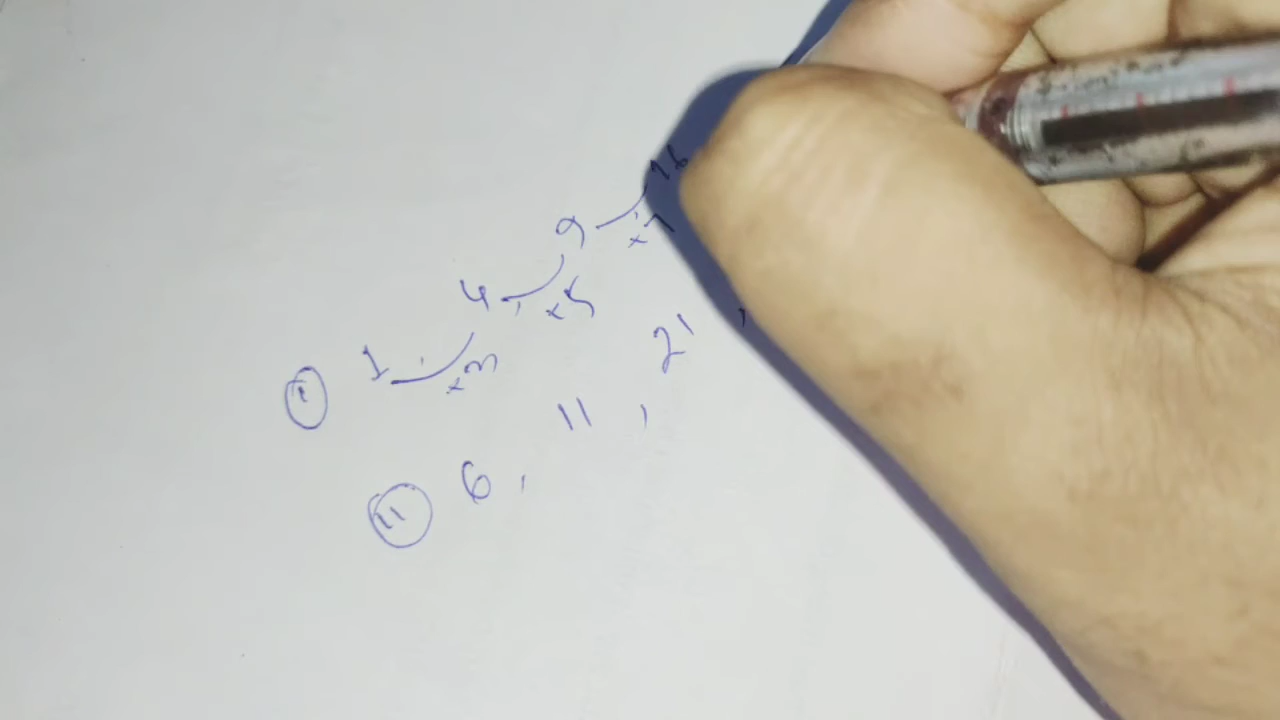 (i) 1 4 9 16
+3 +5 +7
(ii) 6, 11, 21,